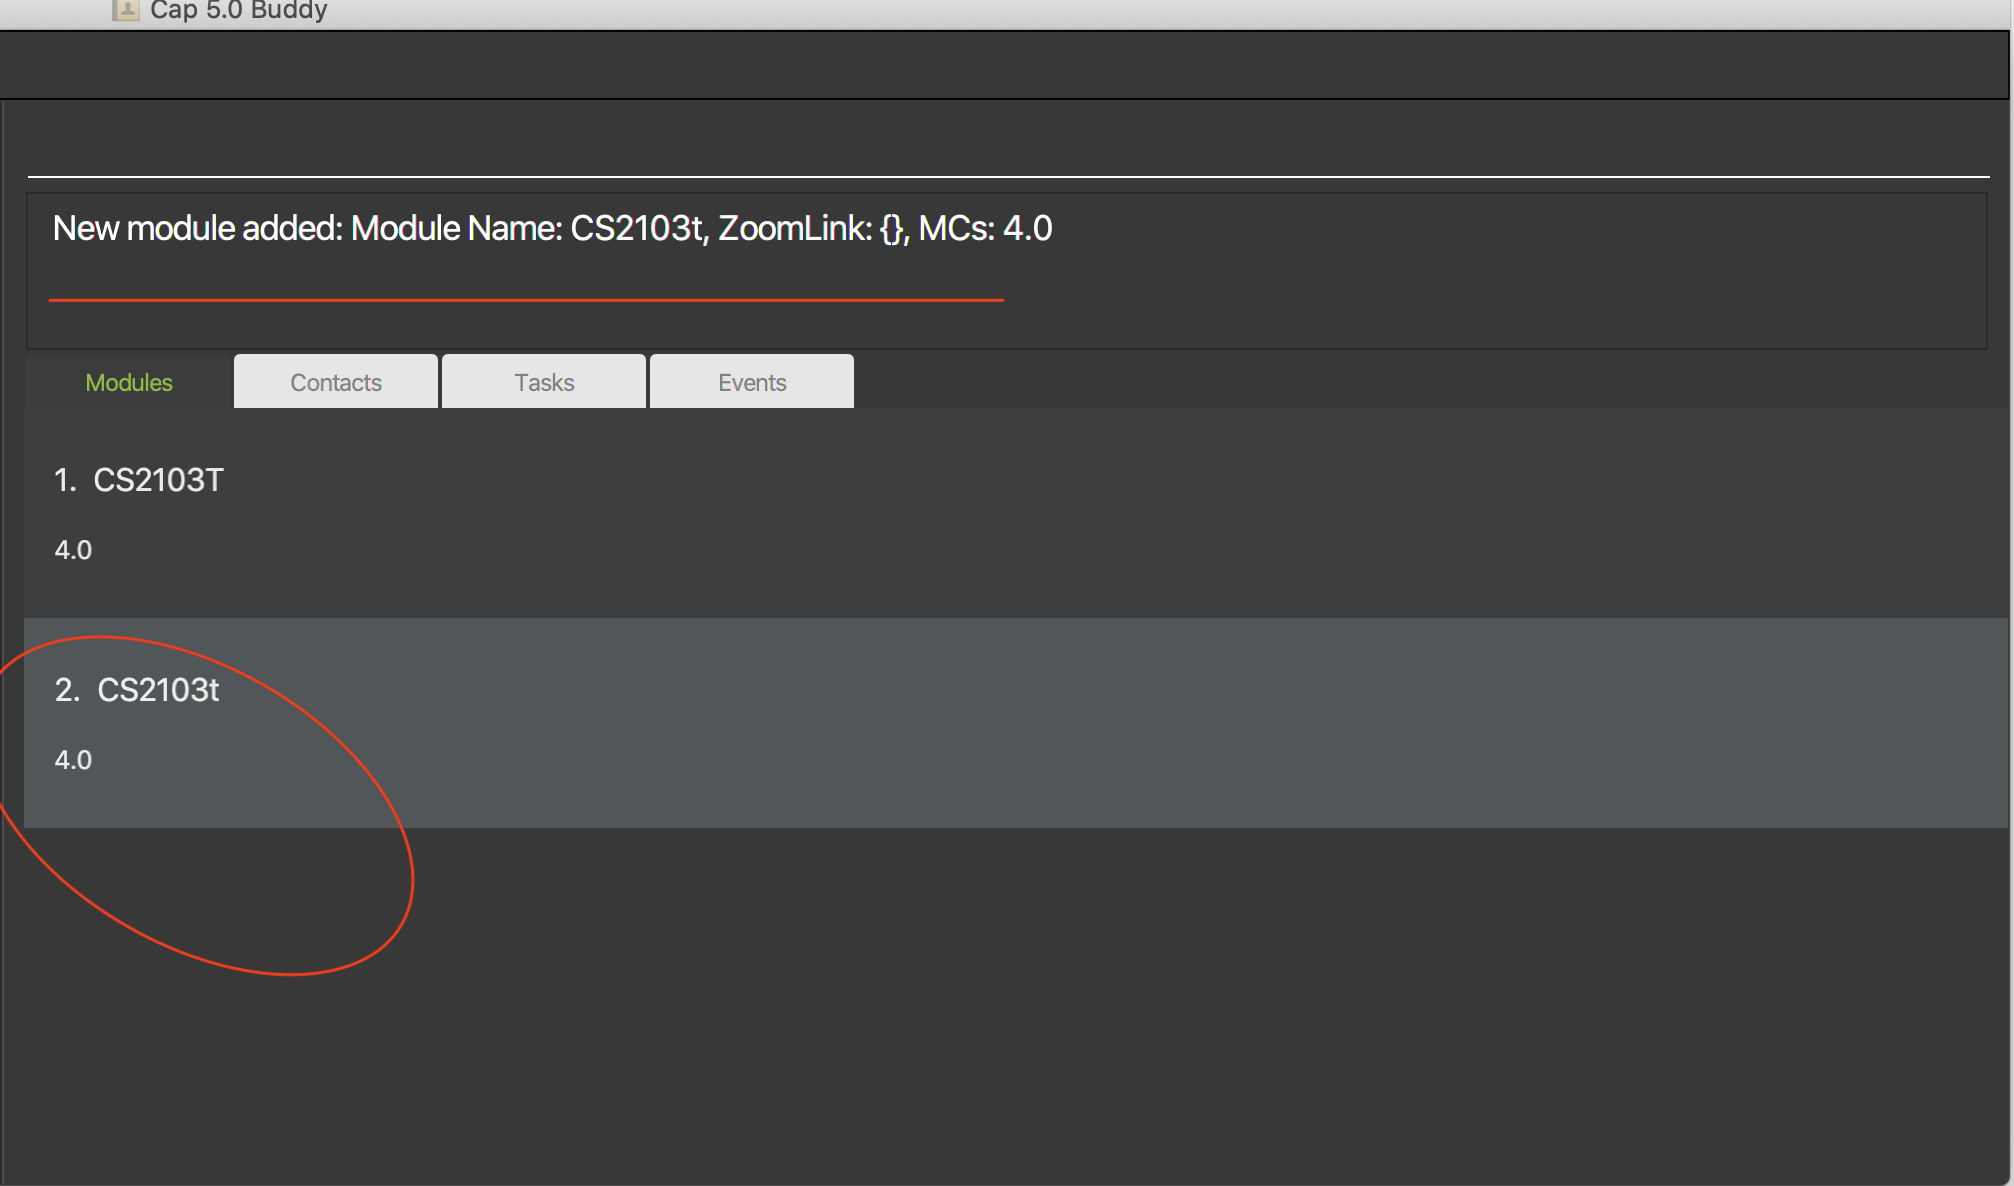 Cap 5.0 Buddy
New module added: Module Name: CS2103t, ZoomLink: {}, MCs: 4.0
Modules Contacts Tasks Events
1. CS2103T
4.0
2. CS2103t
4.0